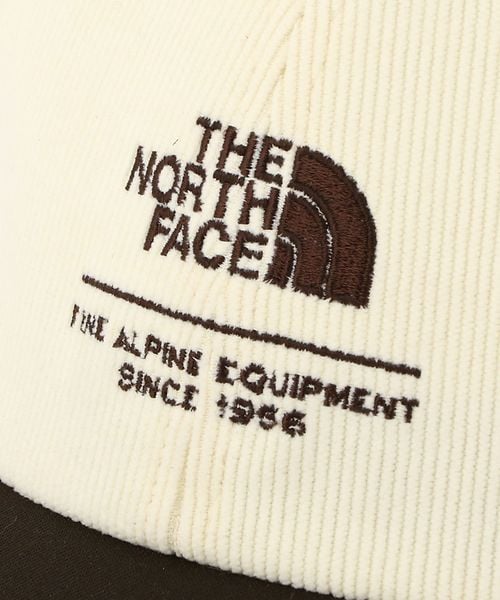 THE
NORTH
FACE
FINE ALPINE EQUIPMENT
SINCE 1966